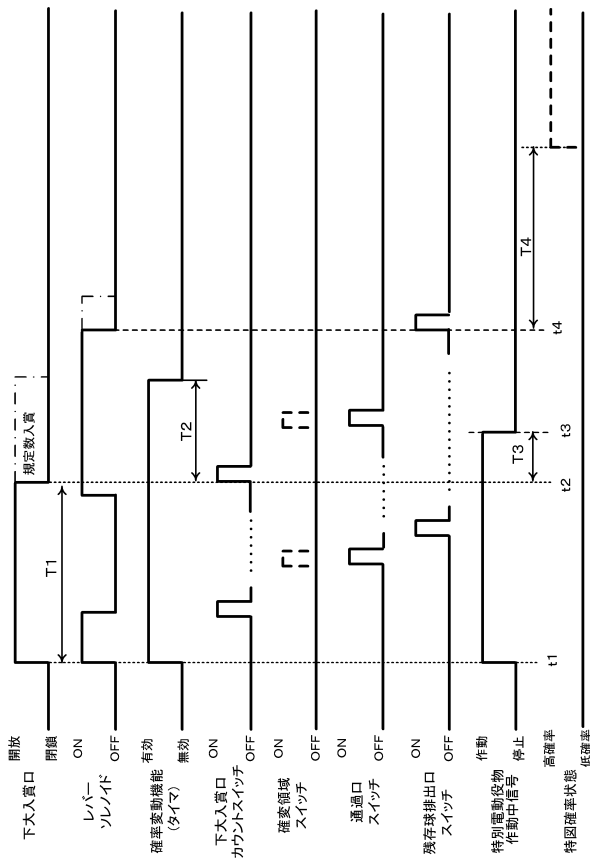 下大入賞口
開放
閉鎖
規定数入賞
T1
レバー
ソレノイド
ON
OFF
確率変動機能
(タイマ)
有効
無効
T2
下大入賞口
カウントスイッチ
ON
OFF
確変領域
スイッチ
ON
OFF
通過口
スイッチ
ON
OFF
残存球排出口
スイッチ
ON
OFF
特別電動役物
作動中信号
作動
停止
T3
T4
t1
t2
t3
t4
特図確率状態
高確率
低確率